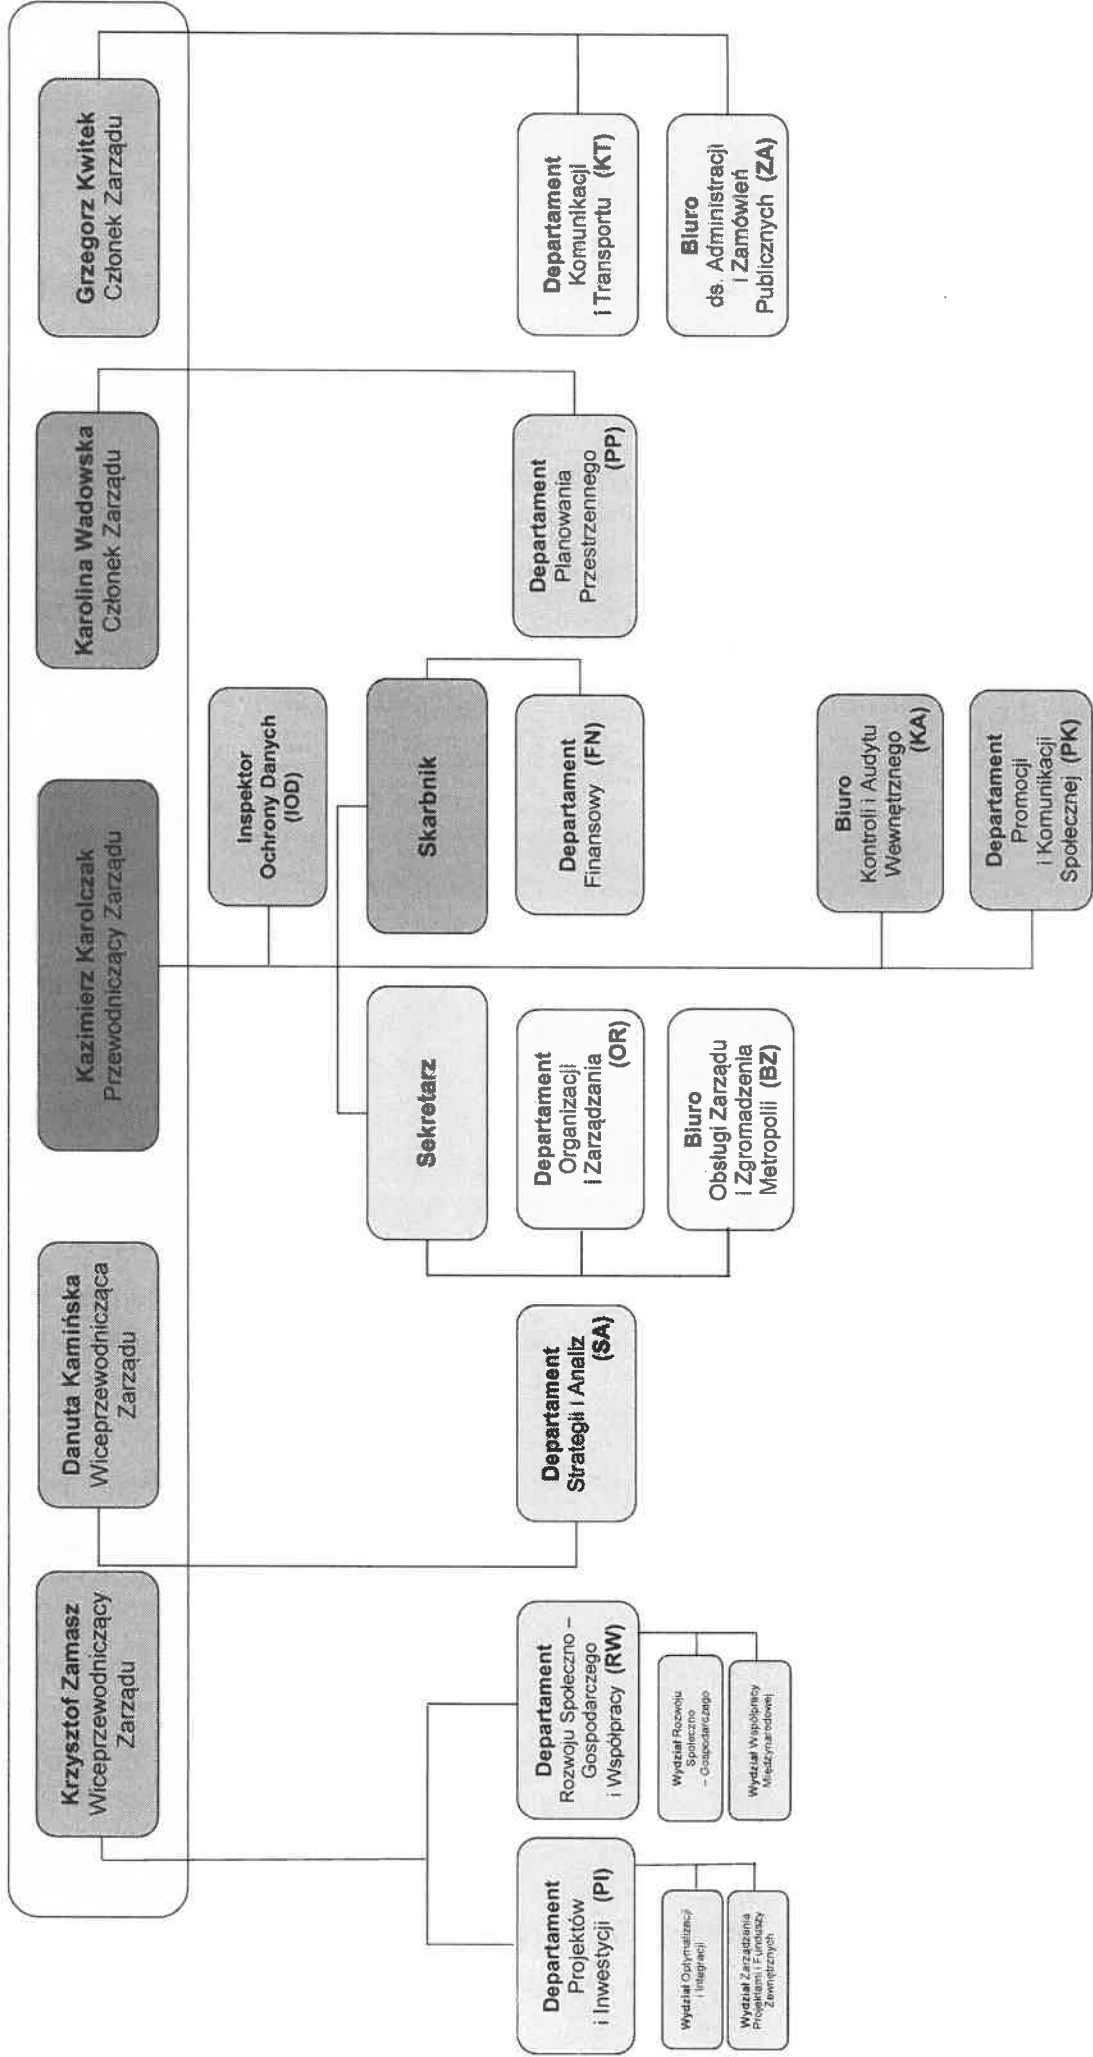 Krzysztof Zamasz
Wiceprzewodniczący
Zarządu
Danuta Kamińska
Wiceprzewodnicząca
Zarządu
Kazimierz Karolczak
Przewodniczący Zarządu
Karolina Wadowska
Członek Zarządu
Grzegorz Kwitek
Członek Zarządu
Inspektor
Ochrony Danych
(IOD)
Sekretarz
Skarbnik
Departament
Projektów
i Inwestycji (PI)
Departament
Rozwoju Społeczno –
Gospodarczego
i Współpracy (RW)
Departament
Strategii i Analiz
(SA)
Departament
Organizacji
i Zarządzania
(OR)
Departament
Finansowy (FN)
Departament
Planowania
Przestrzennego
(PP)
Departament
Komunikacji
i Transportu (KT)
Wydział Optymalizacji
i Integracji
Wydział Zarządzania
Projektami i Funduszy
Zewnętrznych
Wydział Rozwoju
Społeczno
– Gospodarczego
Wydział Współpracy
Międzynarodowej
Biuro
Obsługi Zarządu
i Zgromadzenia
Metropolii (BZ)
Biuro
ds. Administracji
i Zamówień
Publicznych (ZA)
Biuro
Kontroli i Audytu
Wewnętrznego
(KA)
Departament
Promocji
i Komunikacji
Społecznej (PK)